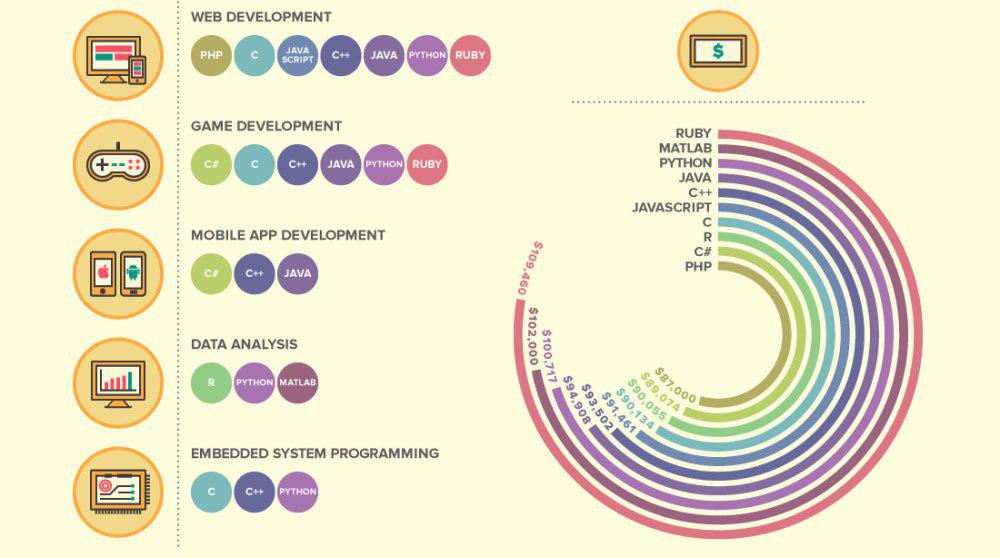 WEB DEVELOPMENT
PHP C JAVA SCRIPT C++ JAVA PYTHON RUBY
GAME DEVELOPMENT
C# C C++ JAVA PYTHON RUBY
MOBILE APP DEVELOPMENT
C# C++ JAVA
DATA ANALYSIS
R PYTHON MATLAB
EMBEDDED SYSTEM PROGRAMMING
C C++ PYTHON
$
RUBY
MATLAB
PYTHON
JAVA
C++
JAVASCRIPT
C
R
C#
PHP
$109,460
$102,000
$100,717
$94,908
$93,502
$91,461
$90,134
$90,055
$89,074
$87,000